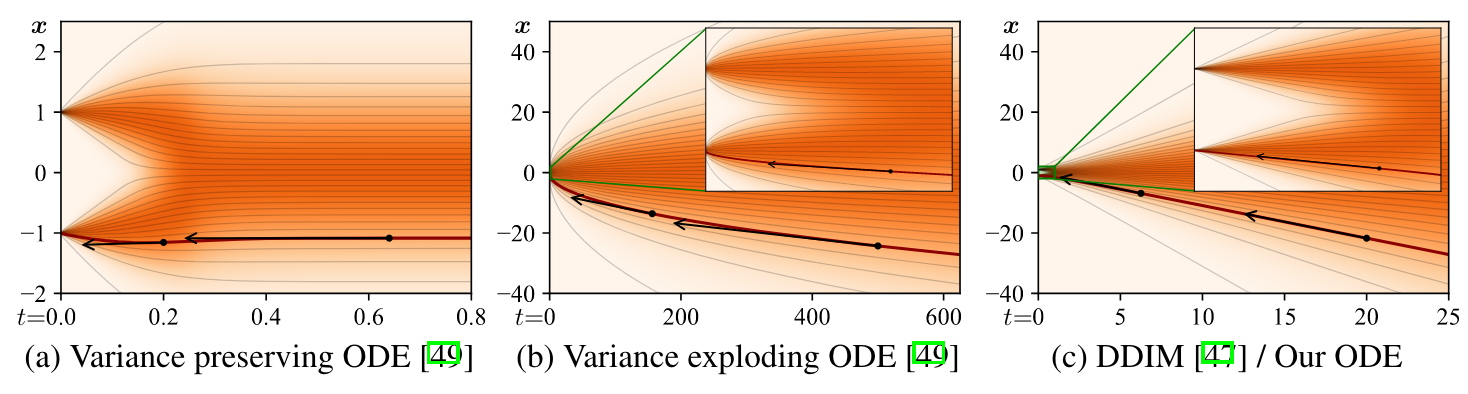 x
2
1
0
−1
−2
t=0.0 0.2 0.4 0.6 0.8
(a) Variance preserving ODE [49]
x
40
20
0
−20
−40
t=0 200 400 600
(b) Variance exploding ODE [49]
x
40
20
0
−20
−40
t=0 5 10 15 20 25
(c) DDIM [47] / Our ODE